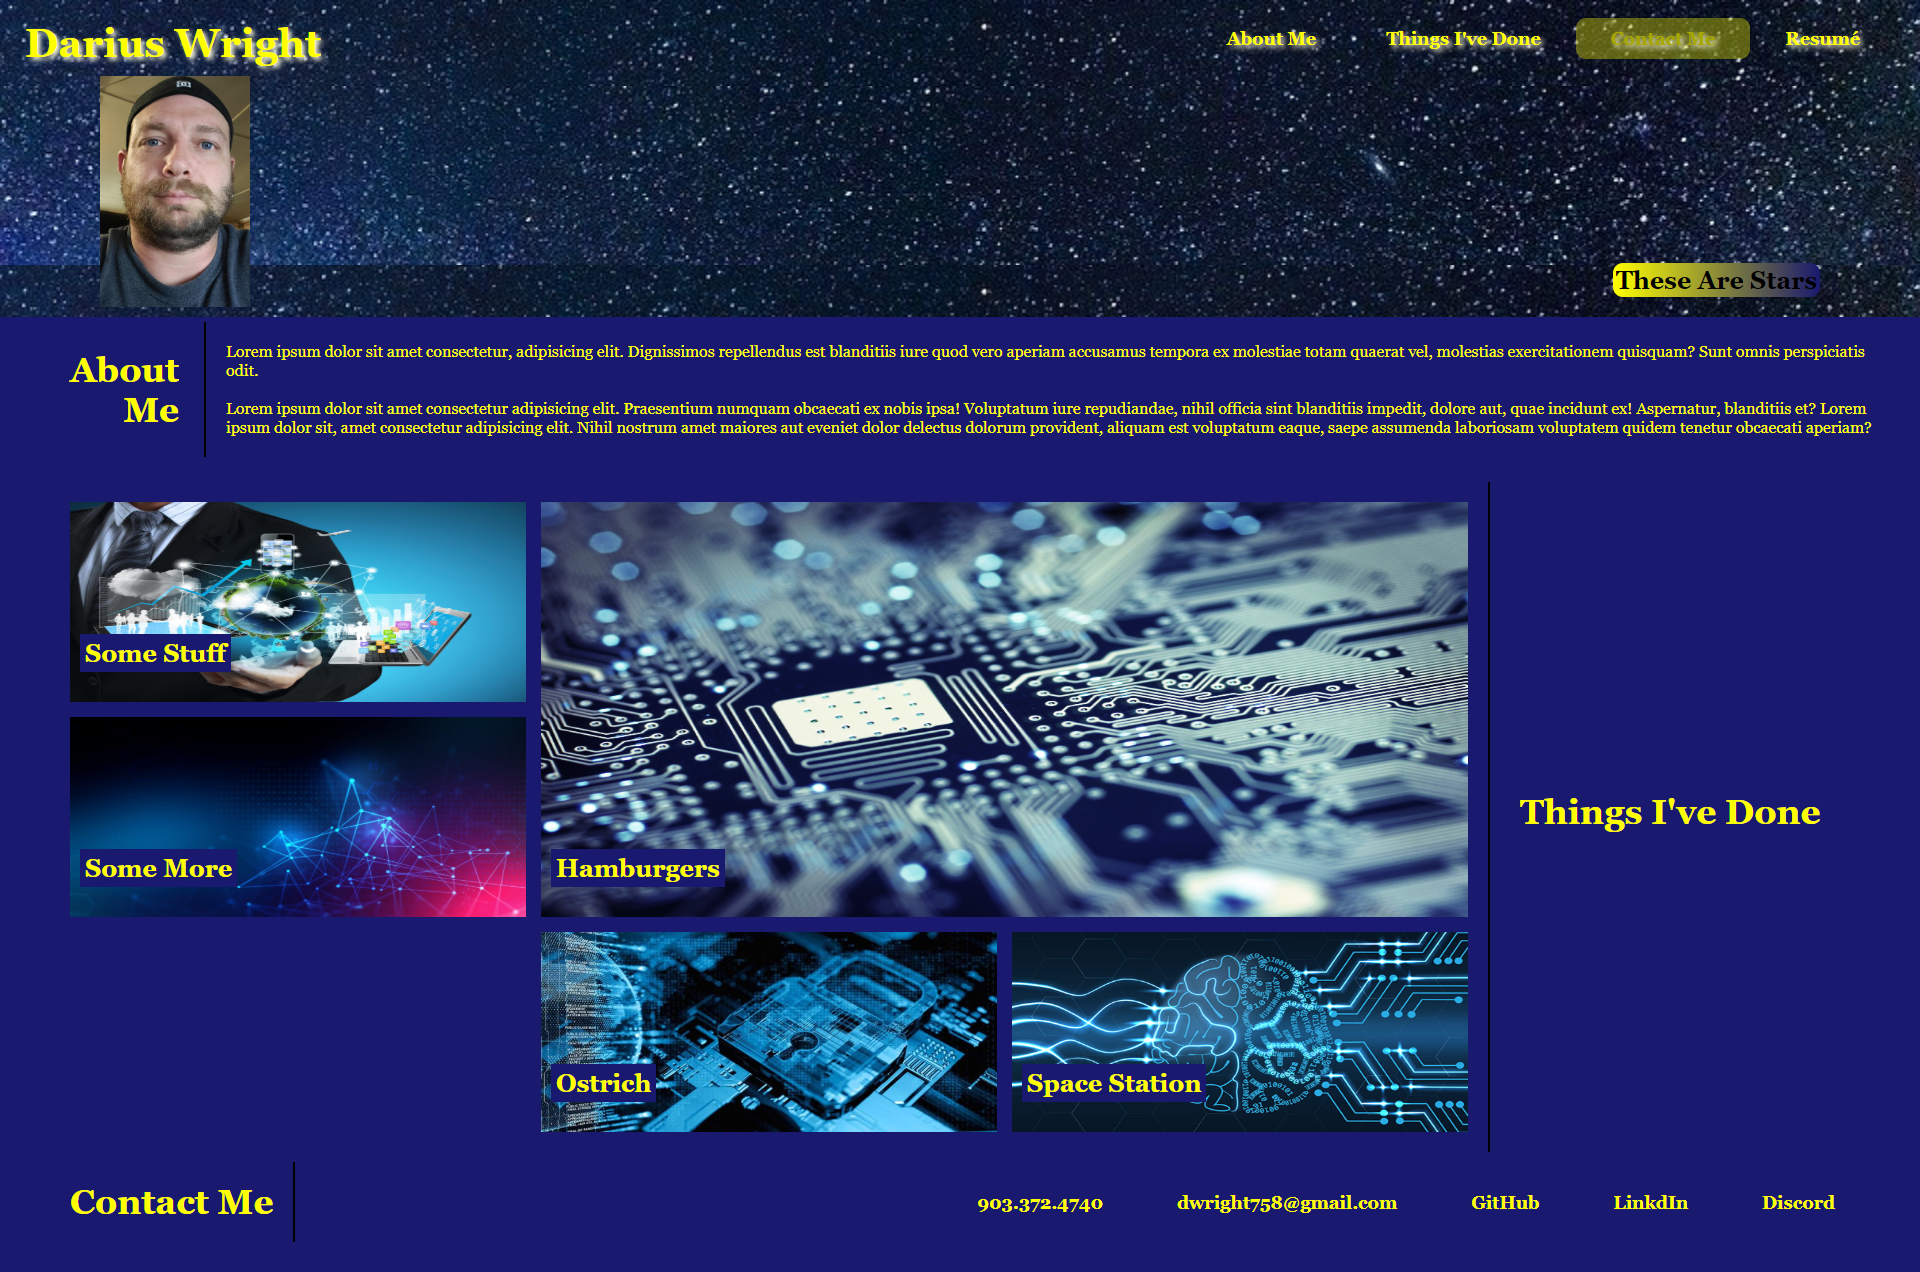 Darius Wright
About Me
Things I've Done
Contact Me
Resumé
These Are Stars
About
Me
Lorem ipsum dolor sit amet consectetur, adipisicing elit. Dignissimos repellendus est blanditiis iure quod vero aperiam accusamus tempora ex molestiae totam quaerat vel, molestias exercitationem quisquam? Sunt omnis perspiciatis
odit.
Lorem ipsum dolor sit amet consectetur adipisicing elit. Praesentium numquam obcaecati ex nobis ipsa! Voluptatum iure repudiandae, nihil officia sint blanditiis impedit, dolore aut, quae incidunt ex! Aspernatur, blanditiis et? Lorem
ipsum dolor sit, amet consectetur adipisicing elit. Nihil nostrum amet maiores aut eveniet dolor delectus dolorum provident, aliquam est voluptatum eaque, saepe assumenda laboriosam voluptatem quidem tenetur obcaecati aperiam?
Some Stuff
Some More
Hamburgers
Things I've Done
Ostrich
Space Station
Contact Me
903.372.4740
dwright758@gmail.com
GitHub
LinkdIn
Discord